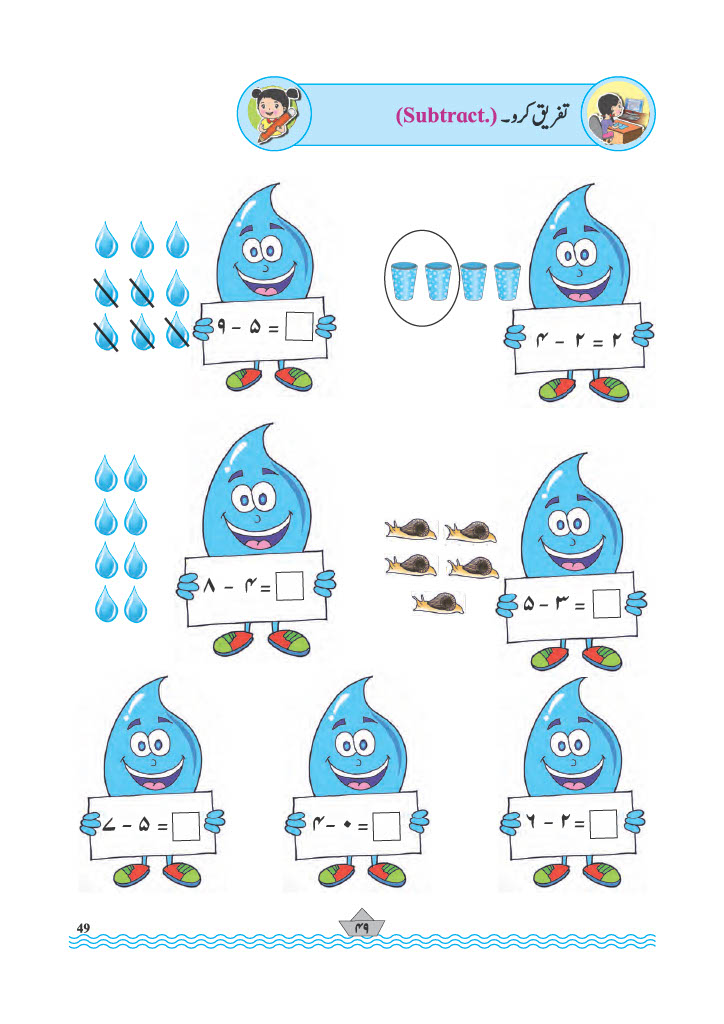 تفریق کرو۔ (Subtract.)
۴ - ۲ = ۲
۹ - ۵ =
۵ - ۳ =
۸ - ۴ =
۶ - ۲ =
۴ - ۰ =
۷ - ۵ =
49
۴۹